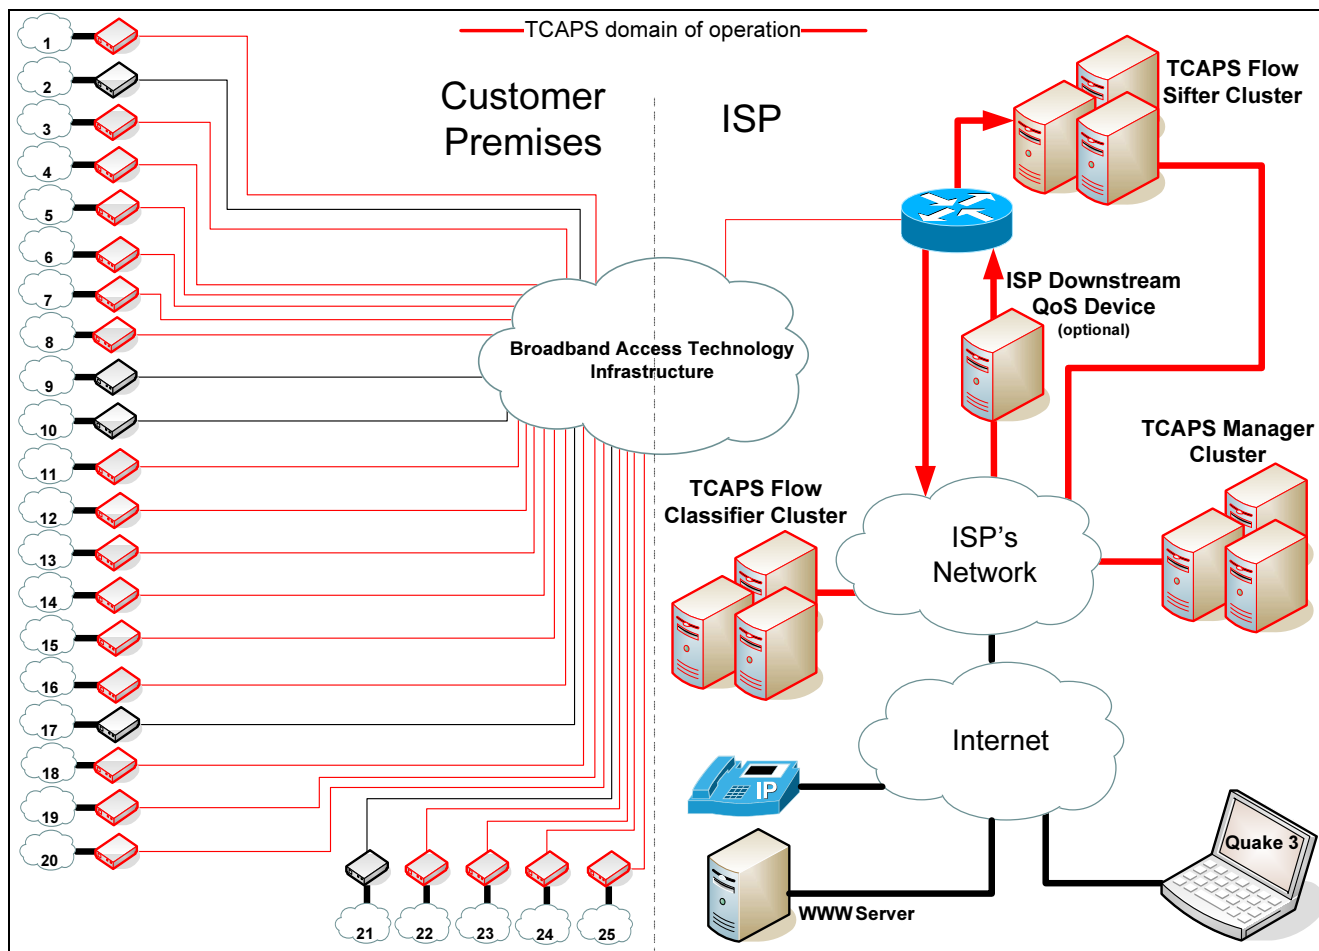 TCAPS domain of operation
Customer
Premises
ISP
TCAPS Flow
Sifter Cluster
ISP Downstream
QoS Device
(optional)
Broadband Access Technology
Infrastructure
TCAPS Manager
Cluster
TCAPS Flow
Classifier Cluster
ISP's
Network
Internet
IP
Quake 3
WWW Server
1
2
3
4
5
6
7
8
9
10
11
12
13
14
15
16
17
18
19
20
21
22
23
24
25